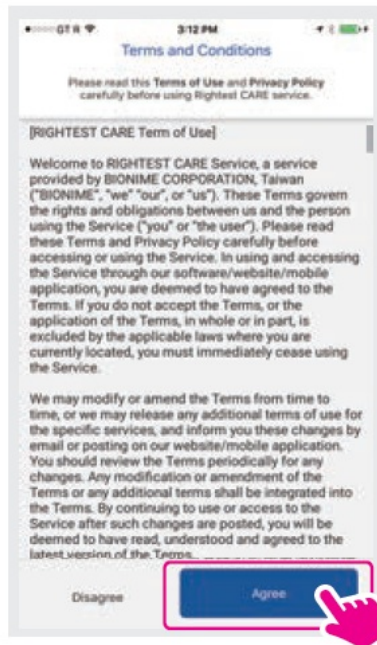 GT
3:12 PM
Terms and Conditions
Please read this Terms of Use and Privacy Policy
carefully before using Rightest CARE service.
[RIGHTEST CARE Term of Use]
Welcome to RIGHTEST CARE Service, a service
provided by BIONIME CORPORATION, Taiwan
("BIONIME", "we" "our", or "us"). These Terms govern
the rights and obligations between us and the person
using the Service ("you" or "the user"). Please read
these Terms and Privacy Policy carefully before
accessing or using the Service. In using and accessing
the Service through our software/website/mobile
application, you are deemed to have agreed to the
Terms. If you do not accept the Terms, or the
application of the Terms, in whole or in part, is
excluded by the applicable laws where you are
currently located, you must immediately cease using
the Service.
We may modify or amend the Terms from time to
time, or we may release any additional terms of use for
the specific services, and inform you these changes by
email or posting on our website/mobile application.
You should review the Terms periodically for any
changes. Any modification or amendment of the
Terms or any additional terms shall be integrated into
the Terms. By continuing to use or access to the
Service after such changes are posted, you will be
deemed to have read, understood and agreed to the
latest version of the Terms.
Disagree
Agree